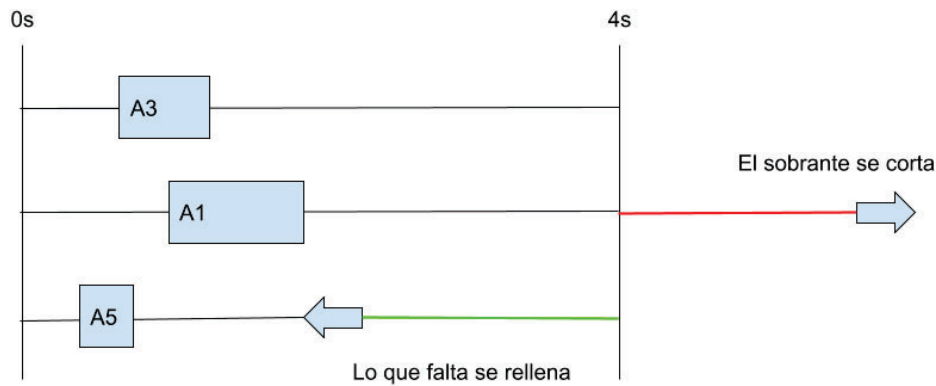 0s
4s
A3
El sobrante se corta
A1
A5
Lo que falta se rellena